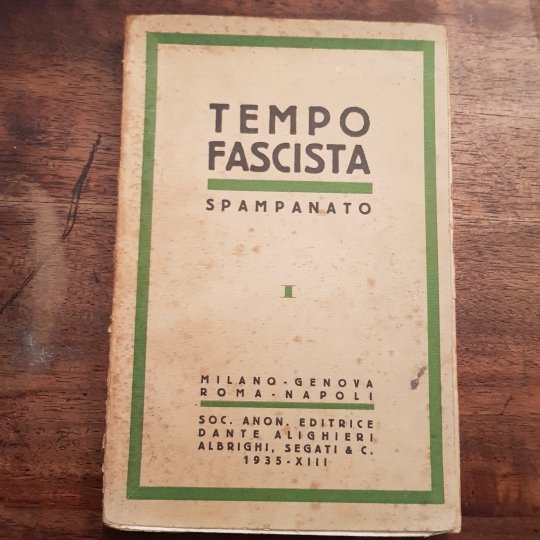 TEMPO
FASCISTA
SPAMPANATO
I
MILANO-GENOVA
ROMA-NAPOLI
SOC. ANON. EDITRICE
DANTE ALIGHIERI
ALBRIGHI, SEGATI & C.
1935-XIII